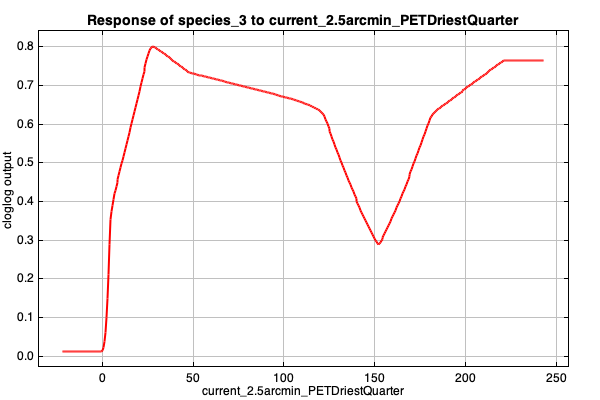 Response of species_3 to current_2.5arcmin_PETDriestQuarter
0.8
0.7
0.6
0.5
0.4
0.3
0.2
0.1
0.0
cloglog output
0 50 100 150 200 250
current_2.5arcmin_PETDriestQuarter